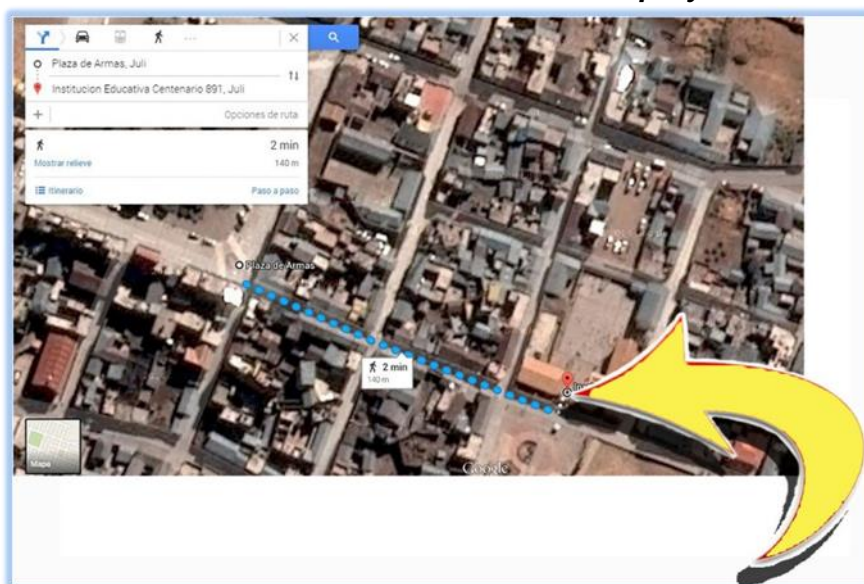 Plaza de Armas, Juli
Institucion Educativa Centenario 891, Juli
Opciones de ruta
2 min
Mostrar relieve
140 m
Itinerario
Paso a paso
Plaza de Armas
2 min
140 m
Mapa
Google